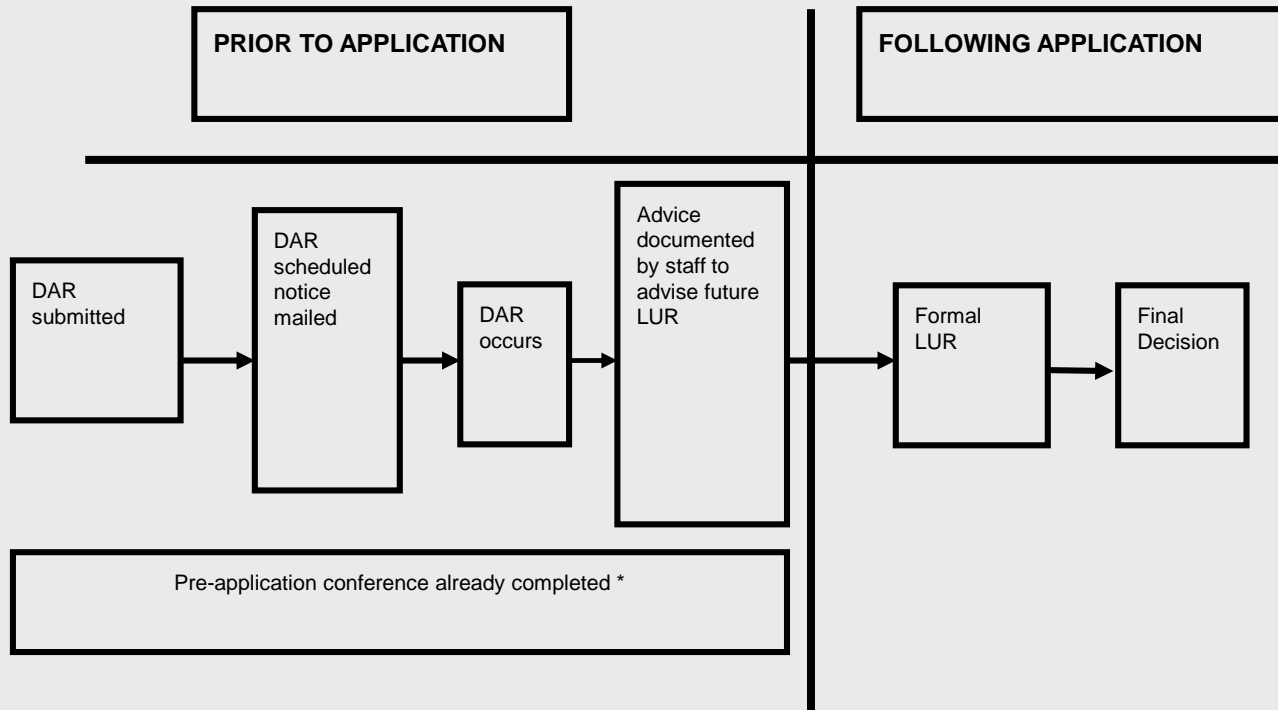 PRIOR TO APPLICATION
FOLLOWING APPLICATION
DAR
submitted
DAR
scheduled
notice
mailed
DAR
occurs
Advice
documented
by staff to
advise future
LUR
Formal
LUR
Final
Decision
Pre-application conference already completed *